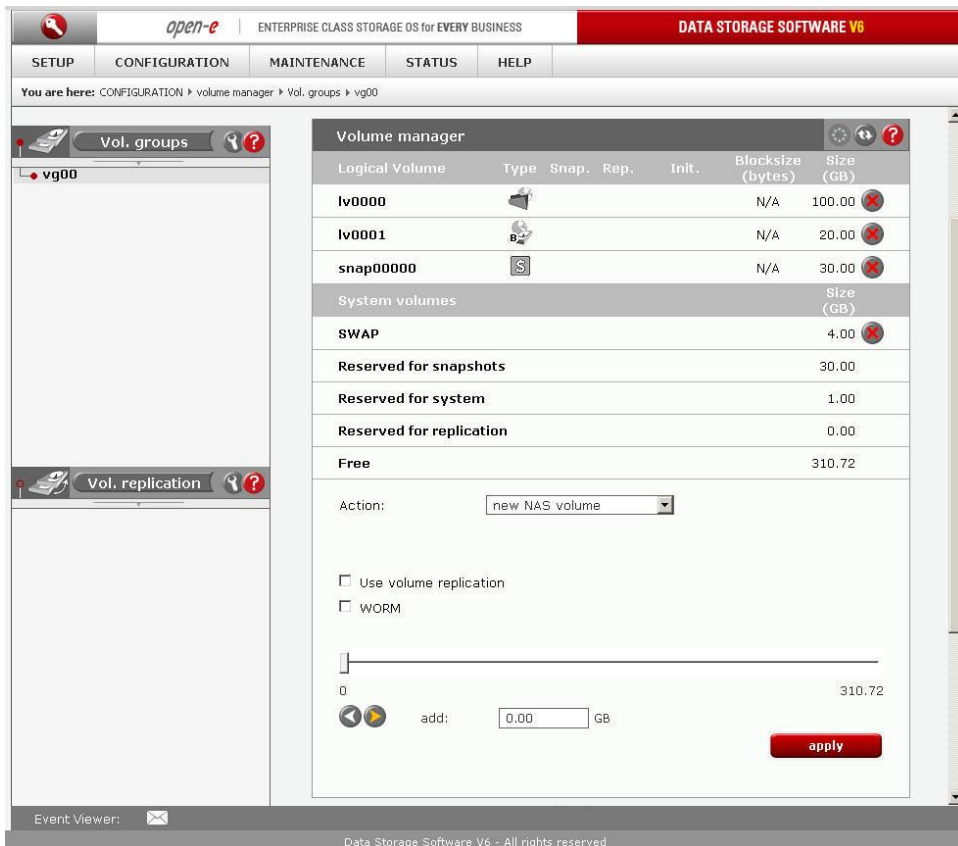 open-e | ENTERPRISE CLASS STORAGE OS for EVERY BUSINESS DATA STORAGE SOFTWARE V6
SETUP CONFIGURATION MAINTENANCE STATUS HELP
You are here: CONFIGURATION volume manager Vol. groups vg00
Vol. groups ?
vg00
Vol. replication ?
Volume manager ?
Logical Volume Type Snap. Rep. Init. Blocksize (bytes) Size (GB)
lv0000 N/A 100.00
lv0001 B N/A 20.00
snap00000 S N/A 30.00
System volumes Size (GB)
SWAP 4.00
Reserved for snapshots 30.00
Reserved for system 1.00
Reserved for replication 0.00
Free 310.72
Action: new NAS volume
Use volume replication
WORM
0 310.72
add: 0.00 GB
apply
Event Viewer:
Data Storage Software V6 - All rights reserved